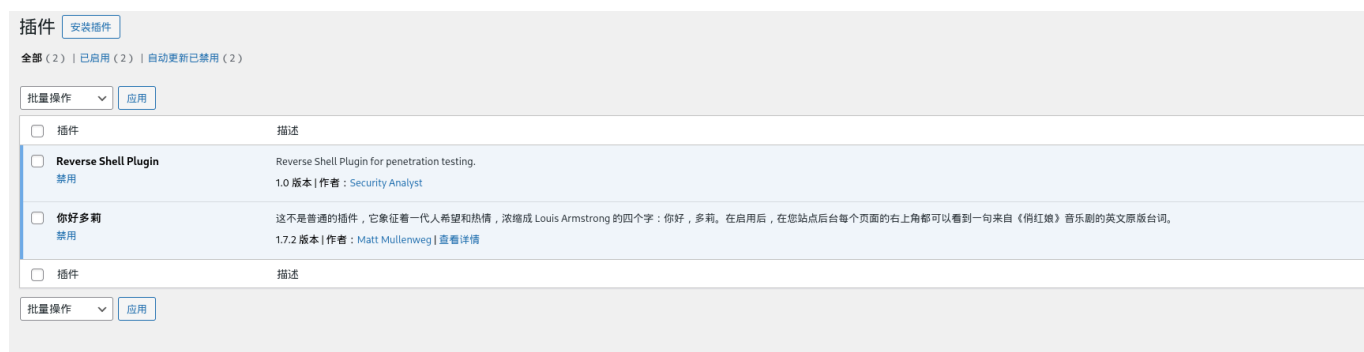 插件 安装插件
全部（2） | 已启用（2） | 自动更新已禁用（2）
批量操作 应用
插件 描述
Reverse Shell Plugin Reverse Shell Plugin for penetration testing.
禁用 1.0 版本 | 作者：Security Analyst
你好多莉 这不是普通的插件，它象征着一代人希望和热情，浓缩成 Louis Armstrong 的四个字：你好，多莉。在启用后，在您站点后台每个页面的右上角都可以看到一句来自《俏红娘》音乐剧的英文原版台词。
禁用 1.7.2 版本 | 作者：Matt Mullenweg | 查看详情
插件 描述
批量操作 应用